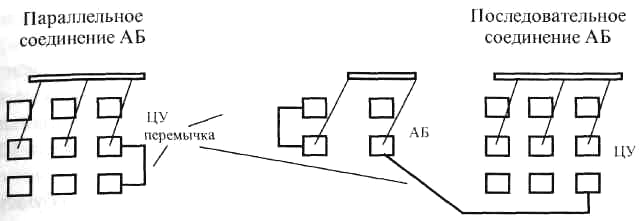 Параллельное
соединение АБ
Последовательное
соединение АБ
ЦУ
перемычка
АБ
ЦУ